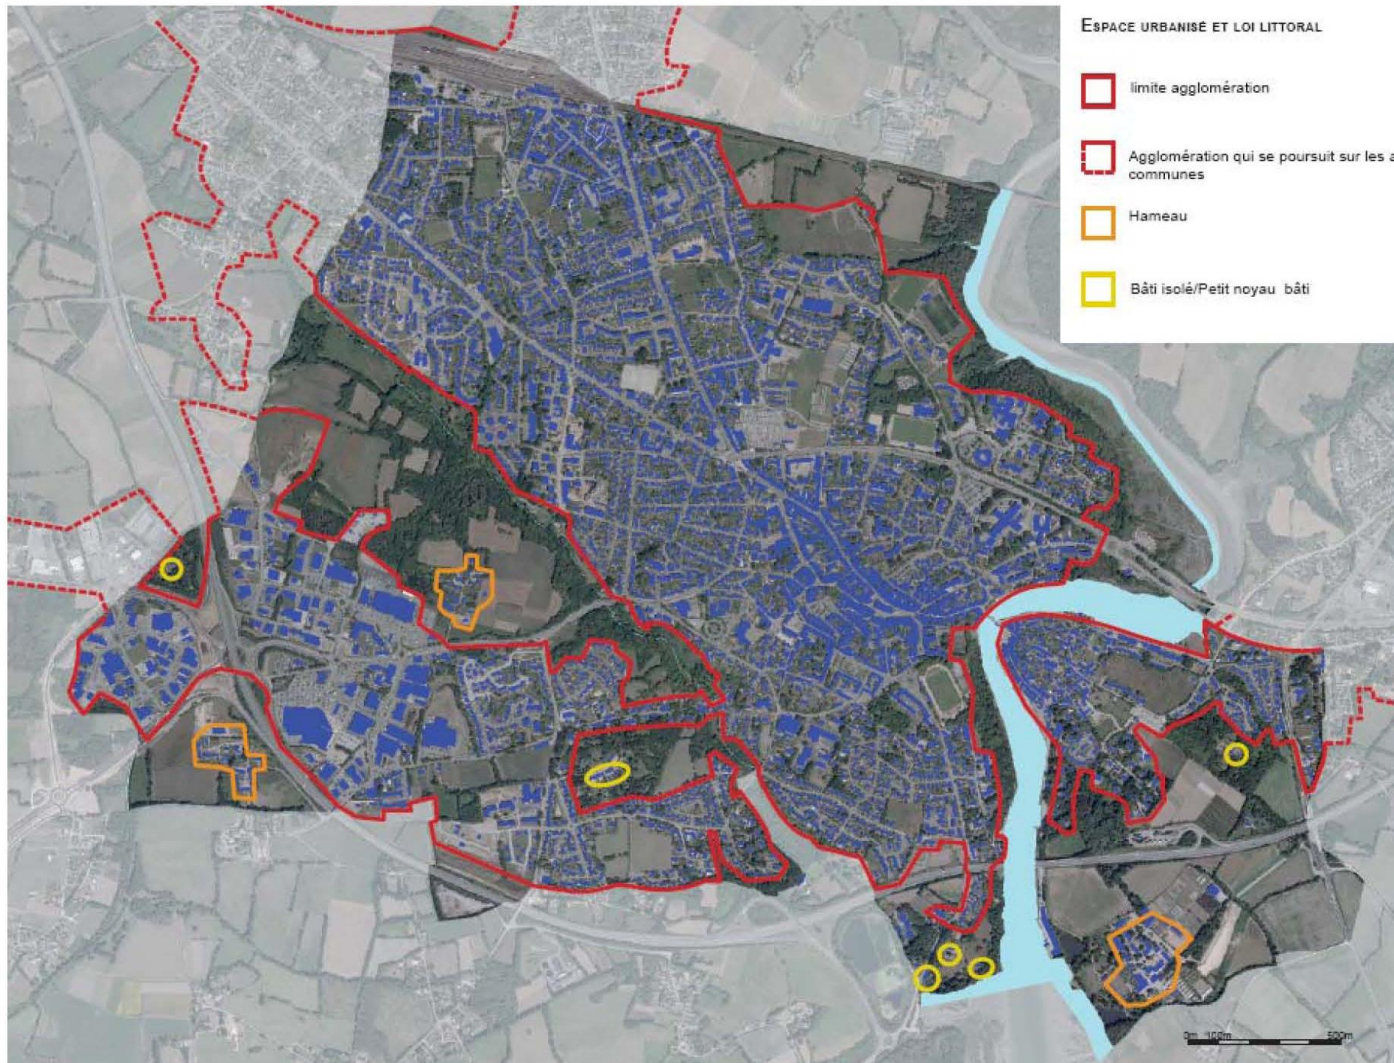 ESPACE URBANISÉ ET LOI LITTORAL
limite agglomération
Agglomération qui se poursuit sur les a
communes
Hameau
Bâti isolé/Petit noyau bâti
0m 100m 500m